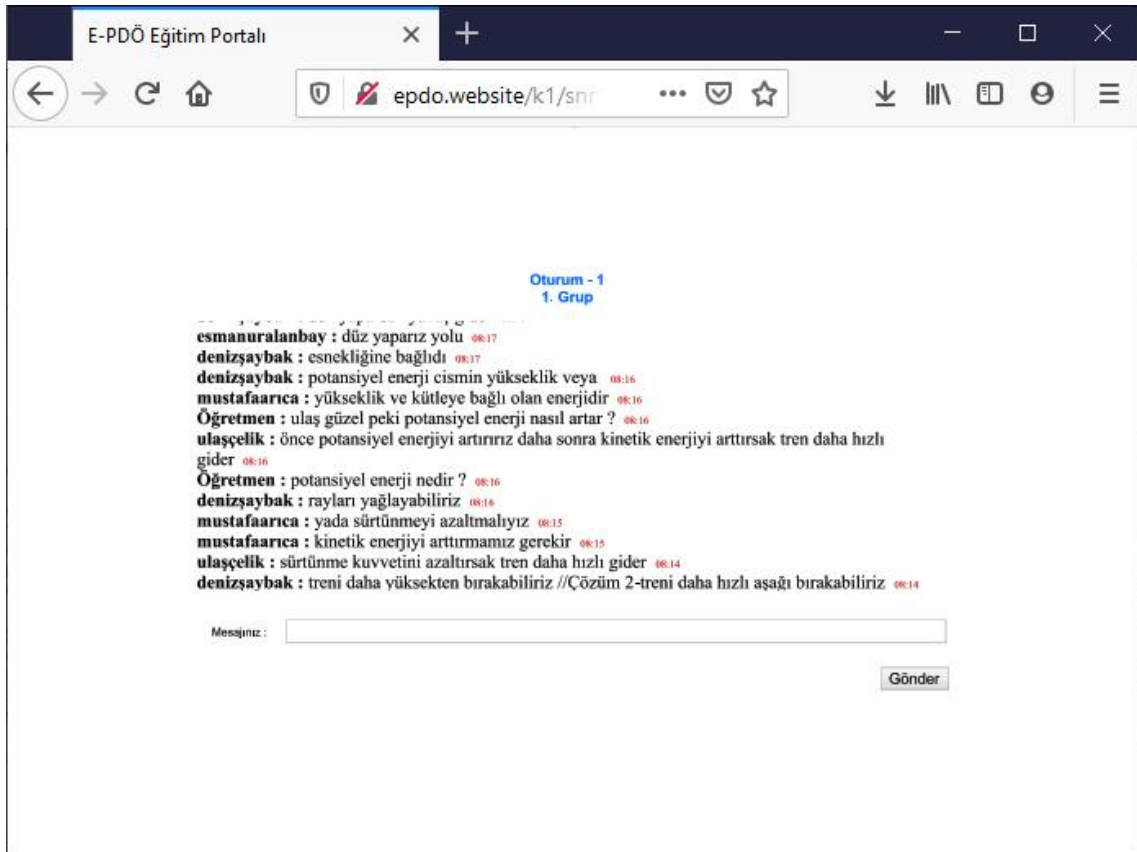 E-PDÖ Eğitim Portalı
epdo.website/k1/snr
Oturum - 1
1. Grup
esmanuralanbay : düz yaparız yolu 08:17
denizşaybak : esnekliğine bağlıdı 08:17
denizşaybak : potansiyel enerji cismin yükseklik veya 08:16
mustafaarıca : yükseklik ve kütleye bağlı olan enerjidir 08:16
Öğretmen : ulaş güzel peki potansiyel enerji nasıl artar ? 08:16
ulaşçelik : önce potansiyel enerjiyi artırırız daha sonra kinetik enerjiyi arttırsak tren daha hızlı
gider 08:16
Öğretmen : potansiyel enerji nedir ? 08:16
denizşaybak : rayları yağlayabiliriz 08:16
mustafaarıca : yada sürtünmeyi azaltmalıyız 08:15
mustafaarıca : kinetik enerjiyi arttırmamız gerekir 08:15
ulaşçelik : sürtünme kuvvetini azaltırsak tren daha hızlı gider 08:14
denizşaybak : treni daha yüksekten bırakabiliriz //Çözüm 2-treni daha hızlı aşağı bırakabiliriz 08:14
Mesajınız :
Gönder